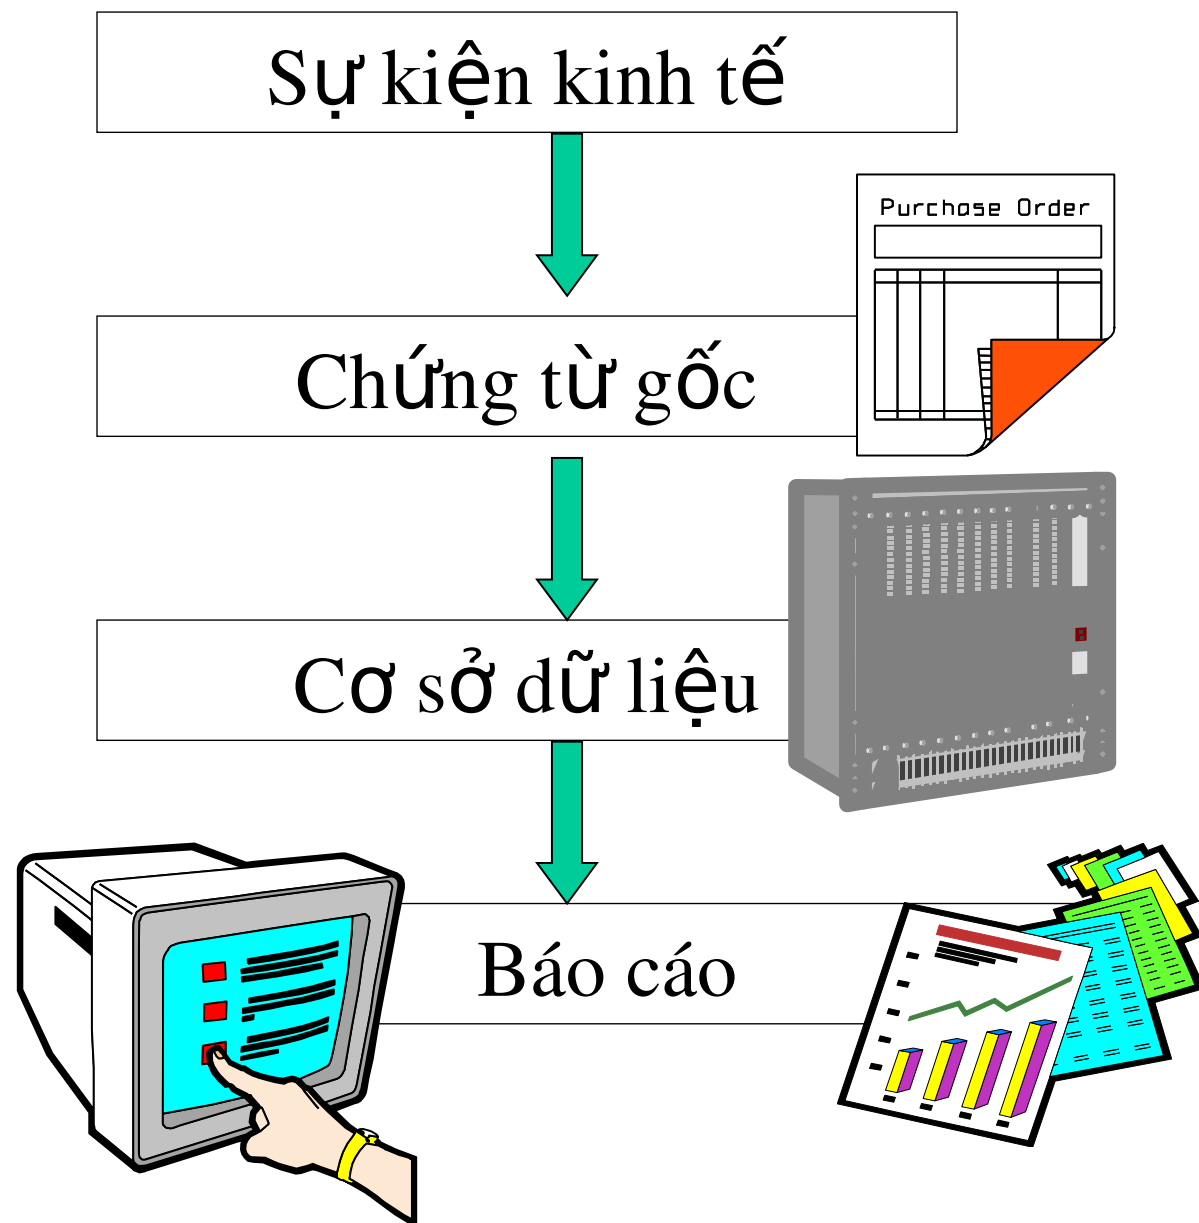 Sự kiện kinh tế
Purchase Order
Chứng từ gốc
Cơ sở dữ liệu
Báo cáo